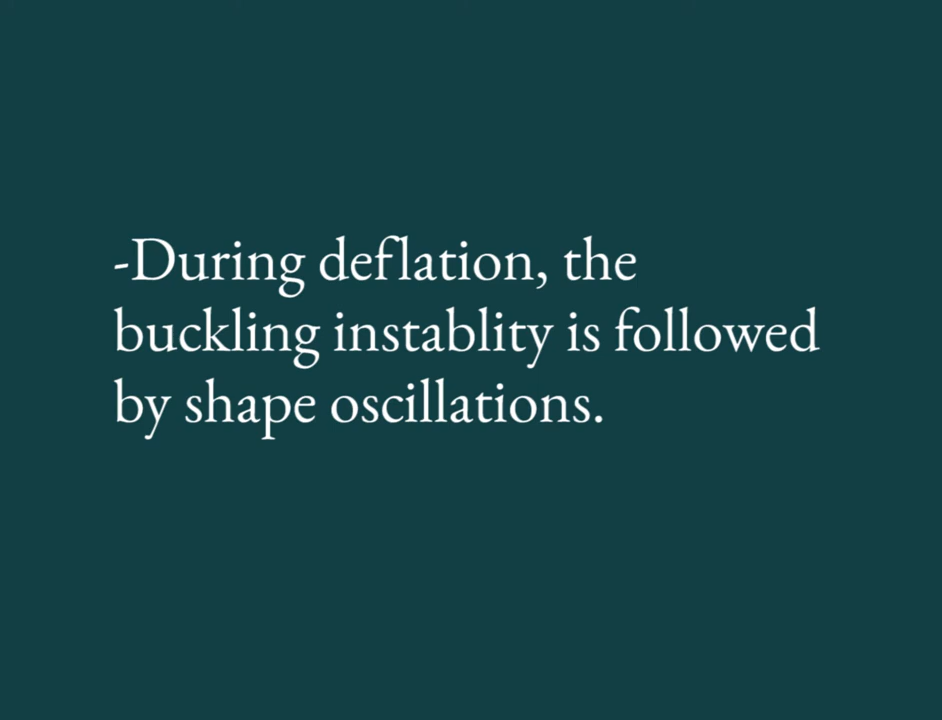 -During deflation, the
buckling instablity is followed
by shape oscillations.